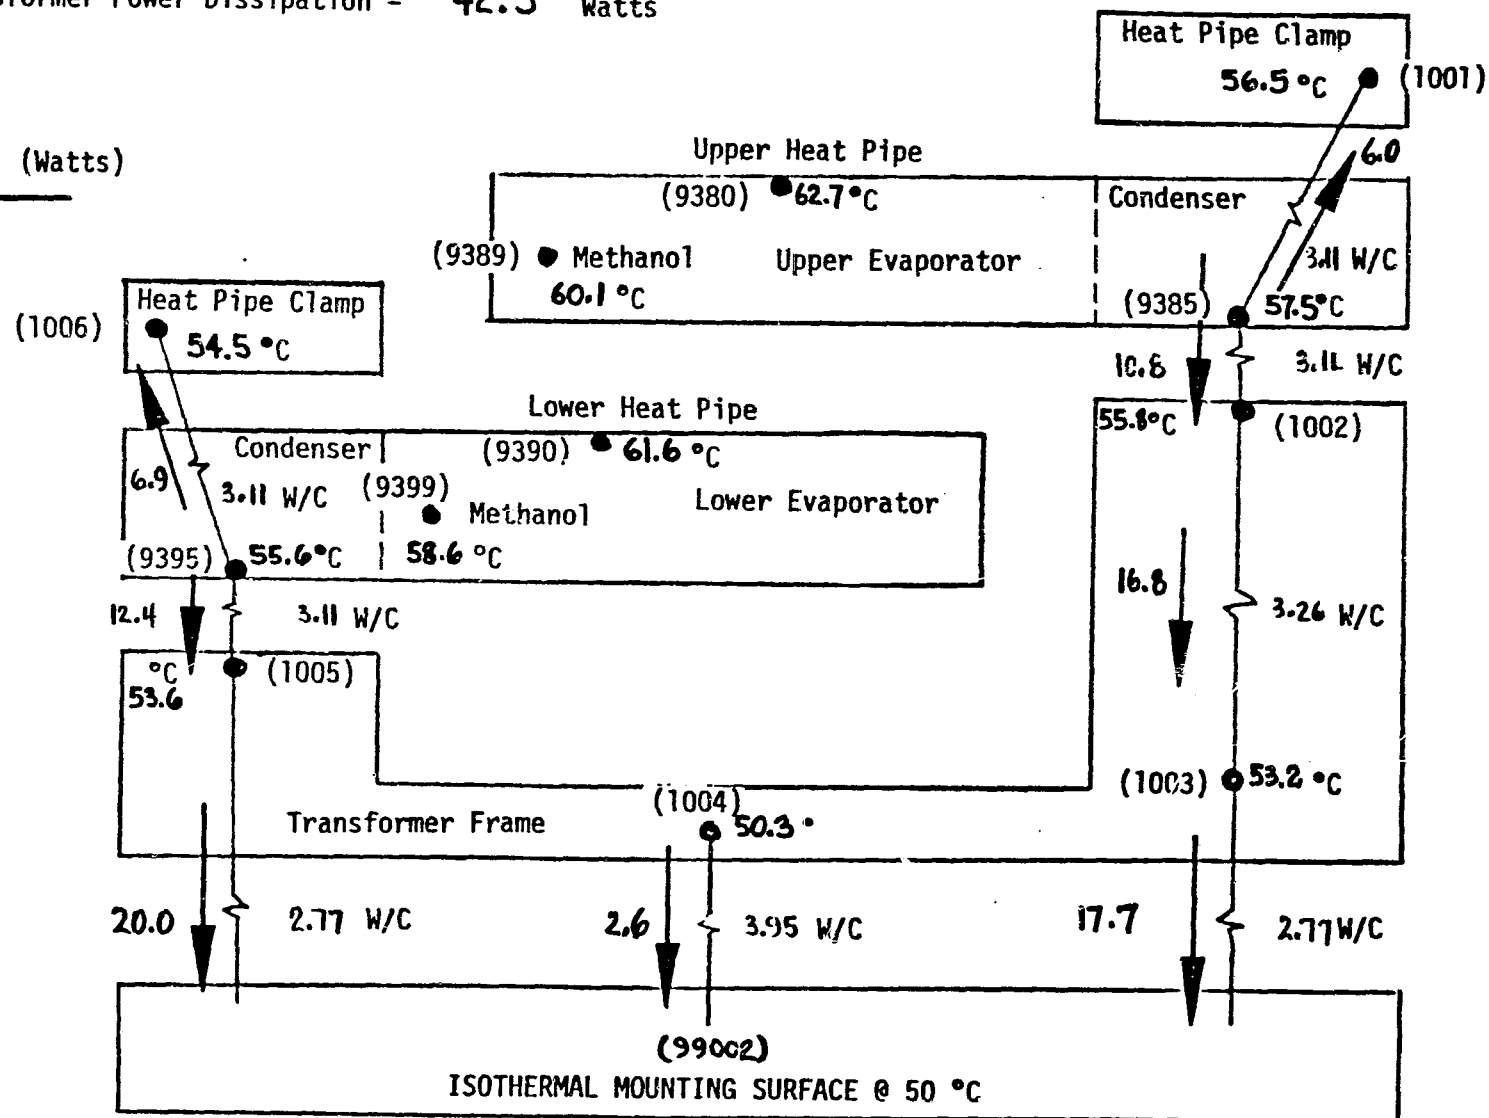 sformer Power Dissipation - 42.3 Watts
Heat Pipe Clamp
56.5 °C (1001)
(Watts)
Upper Heat Pipe
6.0
(9380) 62.7 °C
Condenser
(9389) Methanol
Upper Evaporator
3.11 W/C
60.1 °C
(9385) 57.5°C
Heat Pipe Clamp
(1006)
54.5 °C
10.8
W/C
Lower Heat Pipe
55.8°C
(1002)
Condenser
(9390) 61.6 °C
6.9
3.11 W/C
(9399)
Methanol
Lower Evaporator
(9395) 55.6°C
58.6 °C
16.8
3.26 W/C
12.4
3.11 W/C
°C
53.6
(1005)
(1003) 53.2 °C
(1004)
50.3 °
Transformer Frame
20.0
2.77 W/C
2.6
3.95 W/C
17.7
2.77 W/C
(99002)
ISOTHERMAL MOUNTING SURFACE @ 50 °C